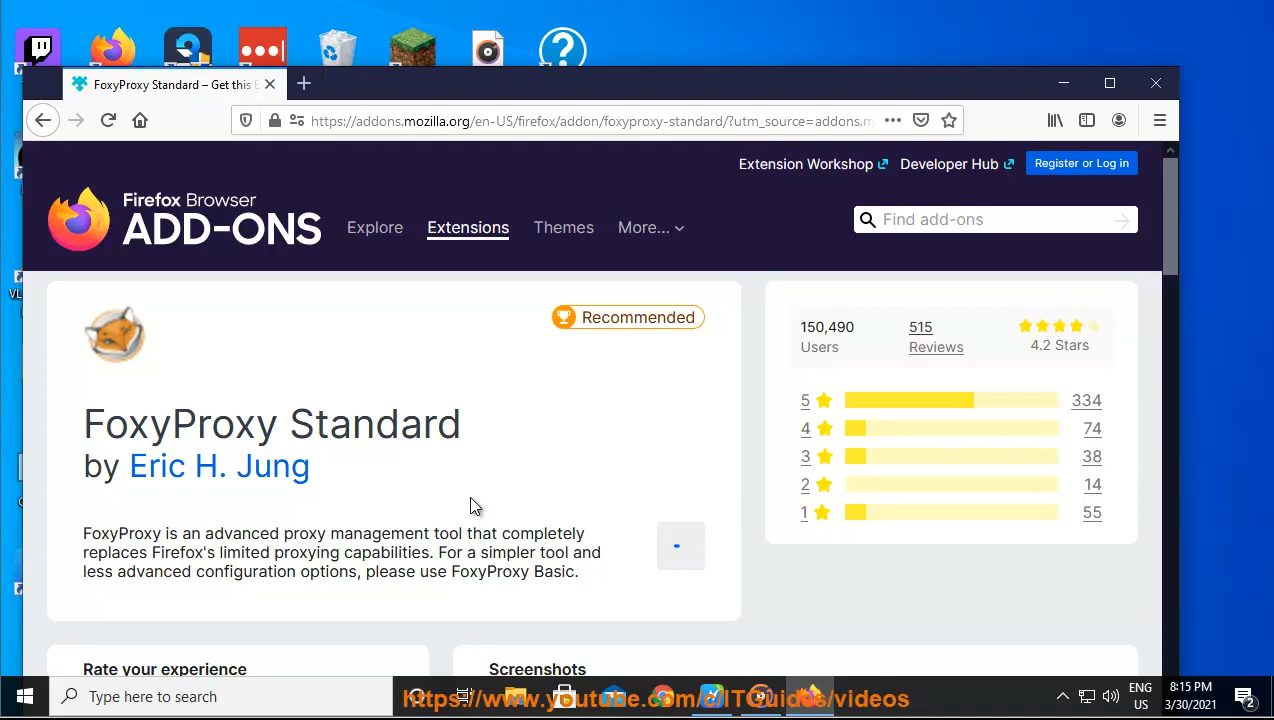 FoxyProxy Standard – Get this E
https://addons.mozilla.org/en-US/firefox/addon/foxyproxy-standard/?utm_source=addons.m
Extension Workshop
Developer Hub
Register or Log in
Firefox Browser
ADD-ONS
Explore
Extensions
Themes
More...
Find add-ons
Recommended
FoxyProxy Standard
by Eric H. Jung
FoxyProxy is an advanced proxy management tool that completely
replaces Firefox's limited proxying capabilities. For a simpler tool and
less advanced configuration options, please use FoxyProxy Basic.
150,490
Users
515
Reviews
4.2 Stars
5 334
4 74
3 38
2 14
1 55
Rate your experience
Screenshots
VL
Type here to search
https://www.youtube.com/c/ITGuides/videos
ENG
US
8:15 PM
3/30/2021
2